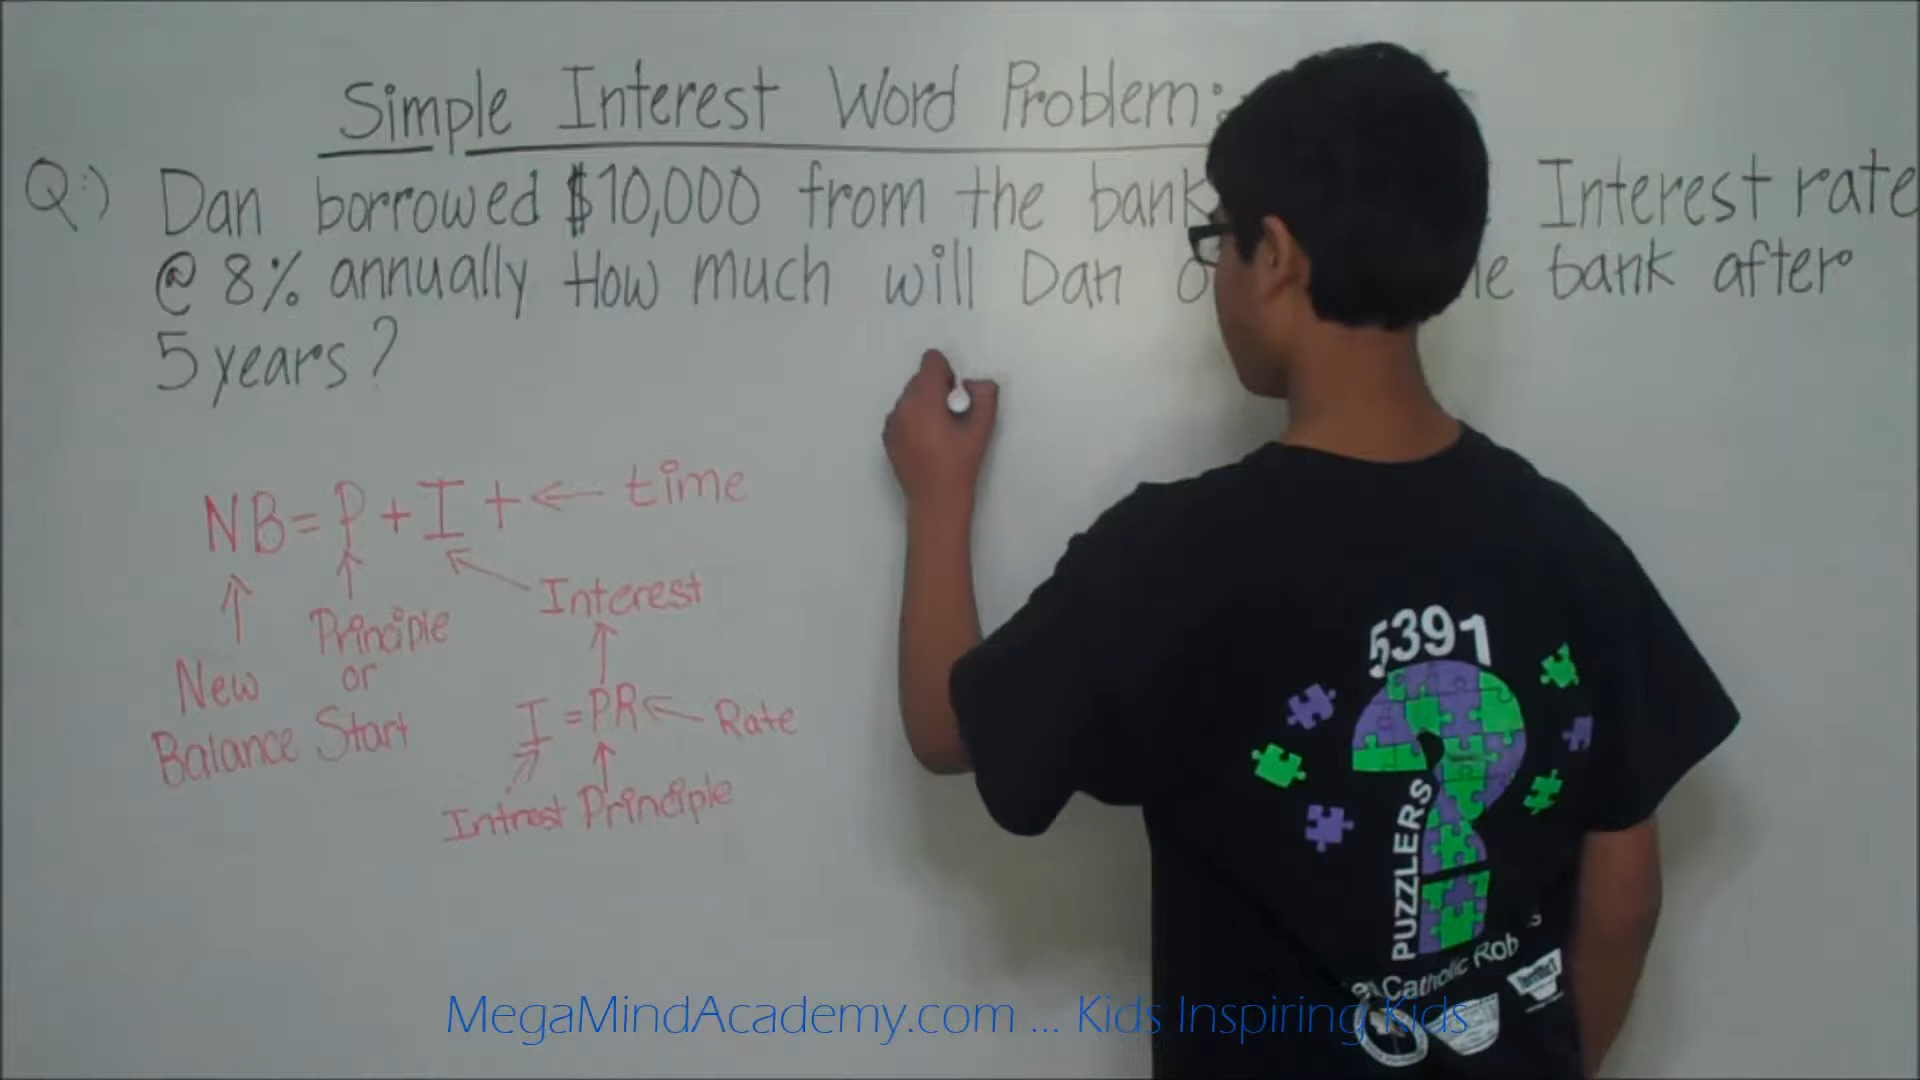 Simple Interest Word Problem:
Q:) Dan borrowed $10,000 from the bank Interest rate
@ 8% annually How much will Dan bank after
5 years?
NB = P + I t ← time
Interest
Principle
or
Start
New
Balance
I = PR ← Rate
Intrest Principle
5391
PUZZLERS
Catholic
MegaMindAcademy.com ... Kids Inspiring Kids